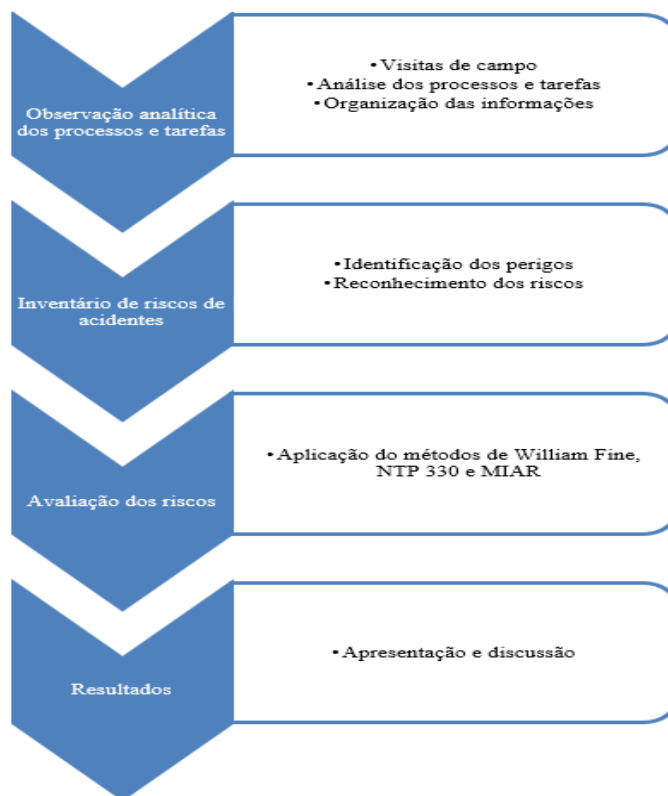 Observação analítica
dos processos e tarefas
• Visitas de campo
• Análise dos processos e tarefas
• Organização das informações
Inventário de riscos de
acidentes
• Identificação dos perigos
• Reconhecimento dos riscos
Avaliação dos riscos
• Aplicação do métodos de William Fine,
NTP 330 e MIAR
Resultados
• Apresentação e discussão